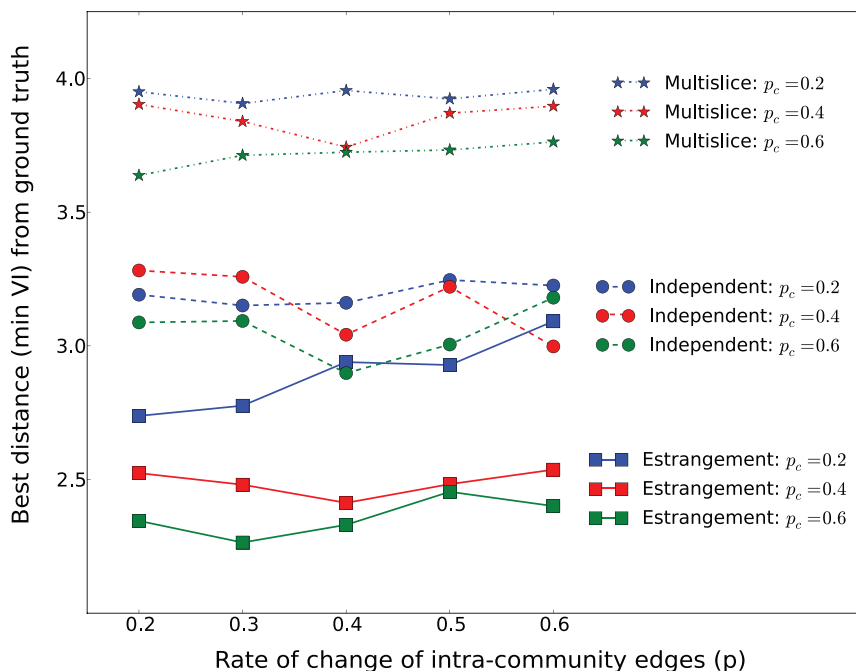 Best distance (min VI) from ground truth
4.0
3.5
3.0
2.5
Multislice: p_c=0.2
Multislice: p_c=0.4
Multislice: p_c=0.6
Independent: p_c=0.2
Independent: p_c=0.4
Independent: p_c=0.6
Estrangement: p_c=0.2
Estrangement: p_c=0.4
Estrangement: p_c=0.6
0.2 0.3 0.4 0.5 0.6
Rate of change of intra-community edges (p)